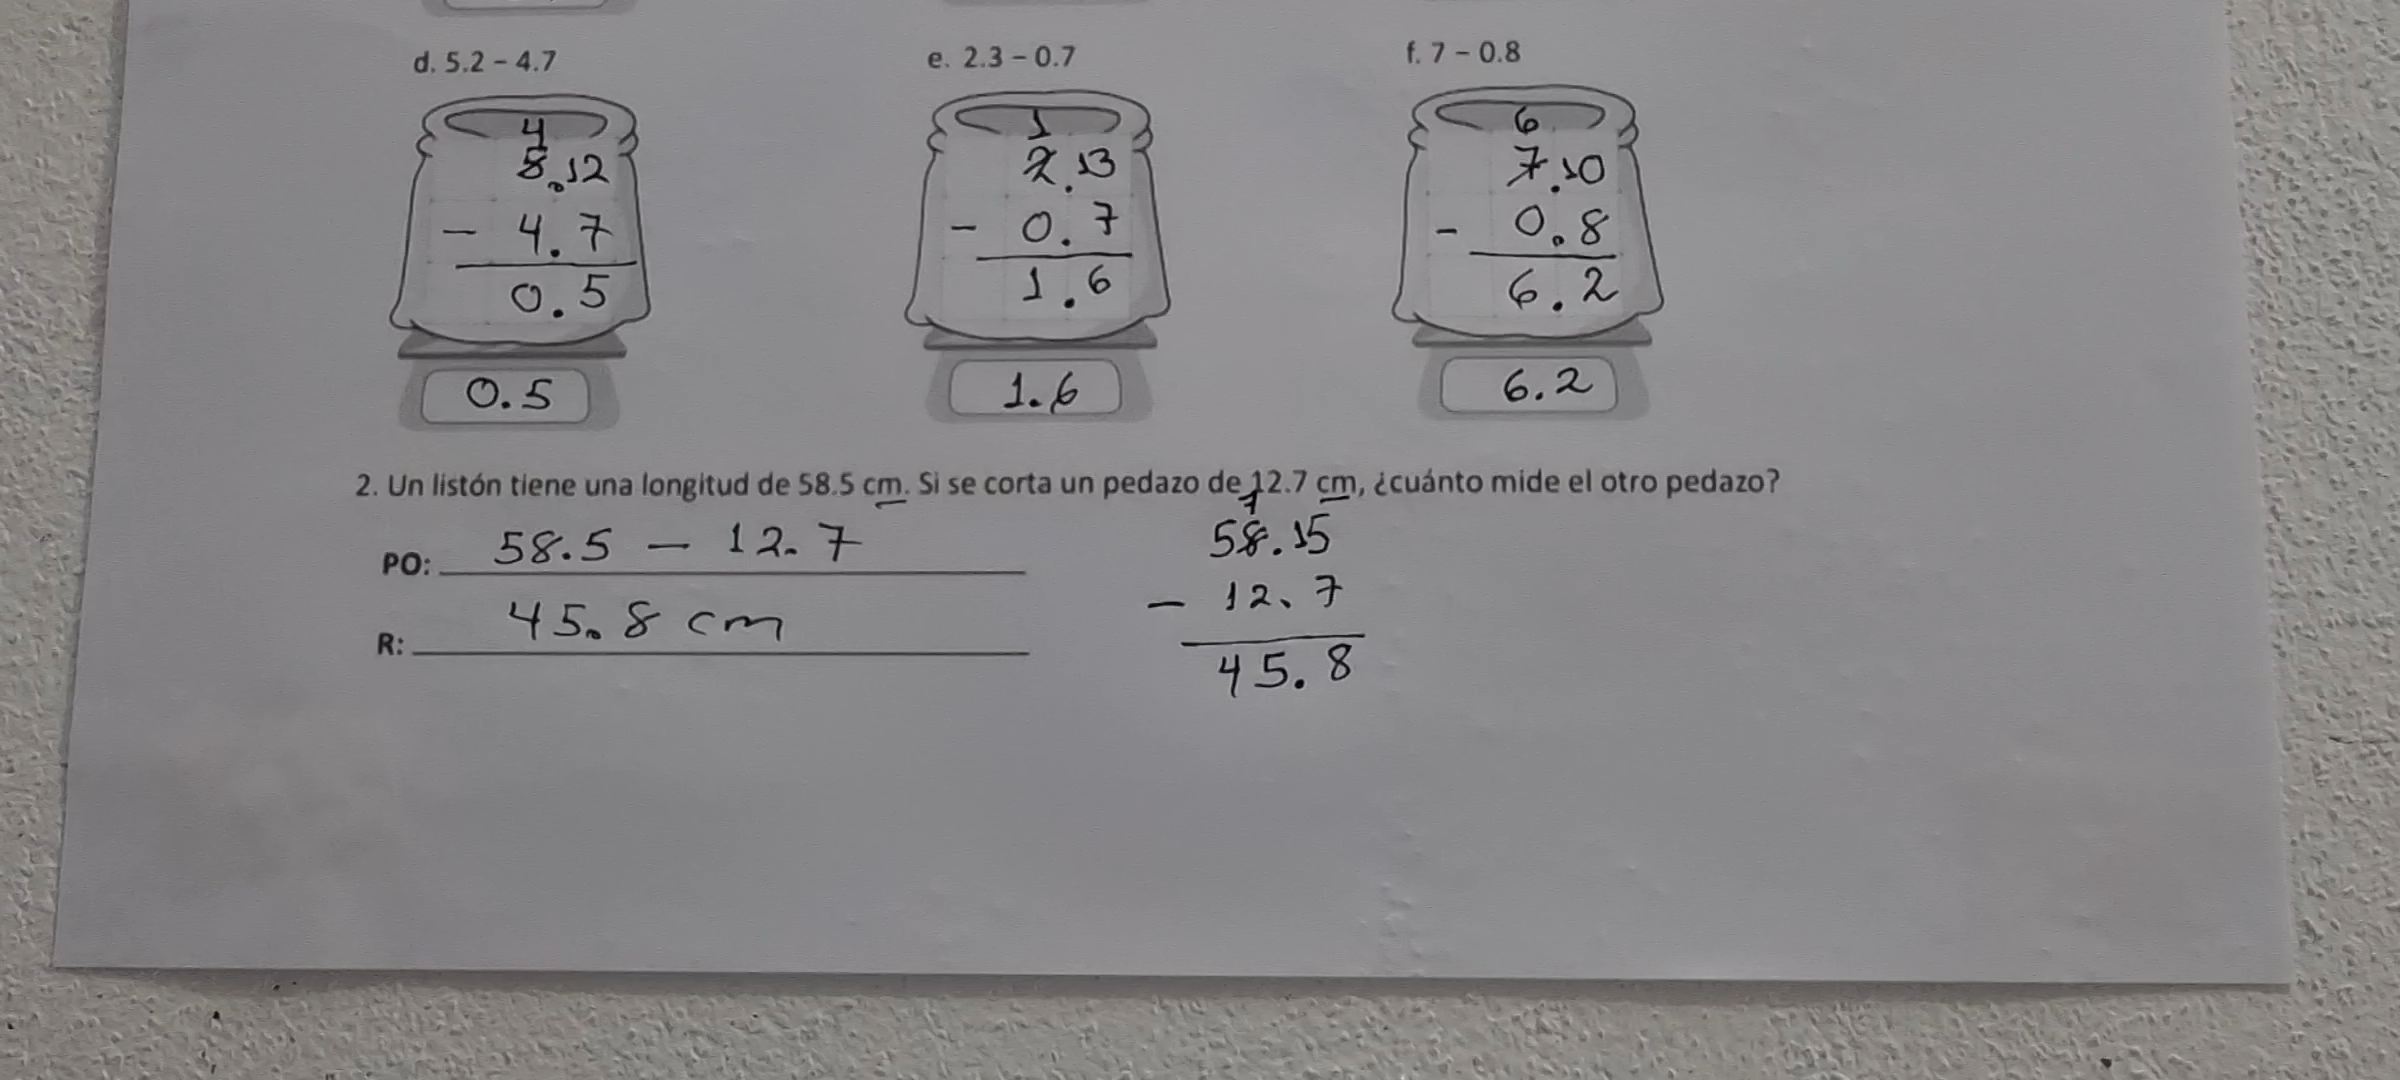 d. 5.2 – 4.7 e. 2.3 – 0.7 f. 7 – 0.8
4 1 6
5.12 2.13 7.10
− 4.7 − 0.7 − 0.8
0.5 1.6 6.2
0.5 1.6 6.2
2. Un listón tiene una longitud de 58.5 cm. Si se corta un pedazo de 12.7 cm, ¿cuánto mide el otro pedazo?
PO: 58.5 − 12.7
R: 45.8 cm
7
58.15
− 12.7
45.8